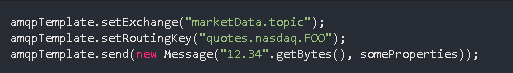 amqpTemplate.setExchange("marketData.topic");
amqpTemplate.setRoutingKey("quotes.nasdaq.FOO");
amqpTemplate.send(new Message("12.34".getBytes(), someProperties));